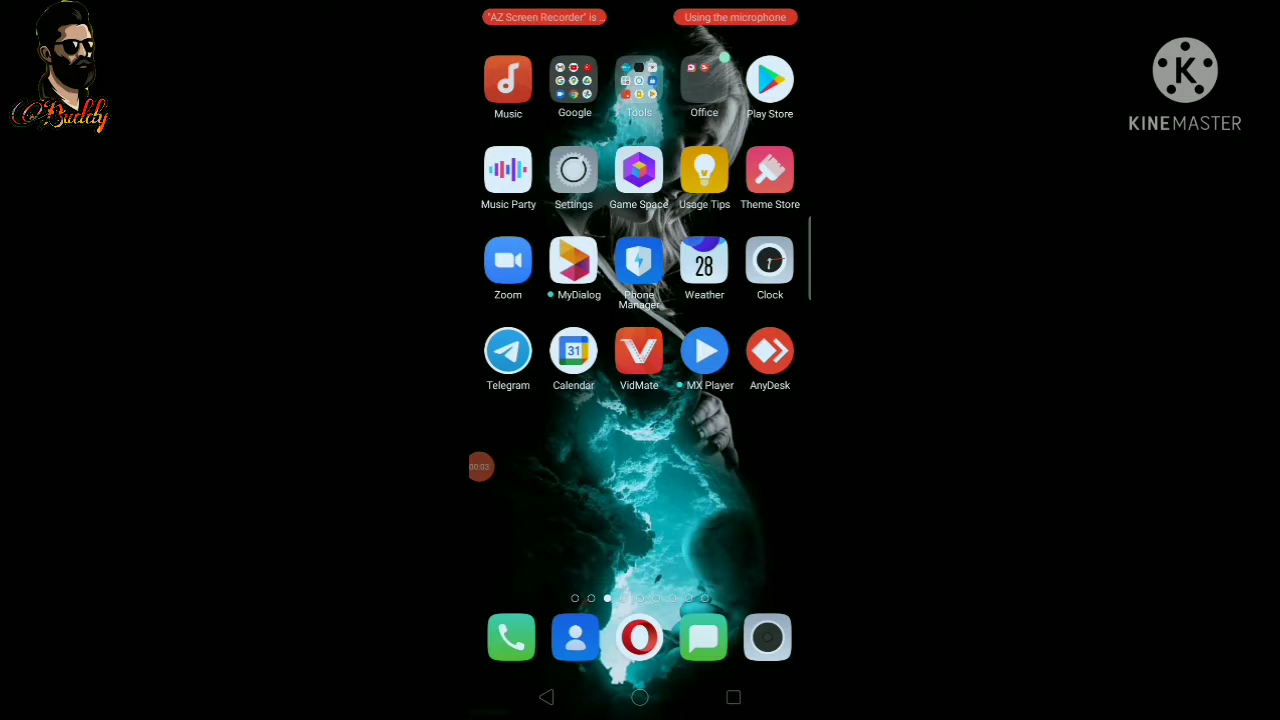 "AZ Screen Recorder" is ...
Using the microphone
Buddy
K
KINEMASTER
Music
Google
Tools
Office
Play Store
Music Party
Settings
Game Space
Usage Tips
Theme Store
28
Zoom
MyDialog
Phone
Manager
Weather
Clock
31
Telegram
Calendar
VidMate
MX Player
AnyDesk
00:03